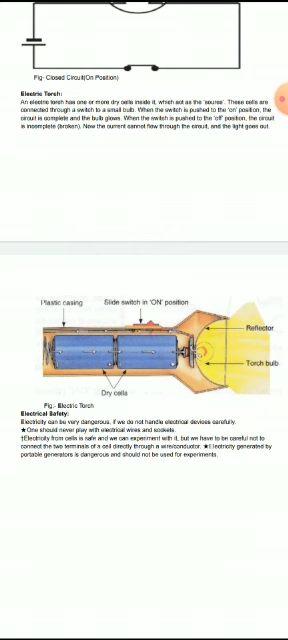 Fig- Closed Circuit(On Position)
Electric Torch:
An electric torch has one or more dry cells inside it, which act as the 'source'. These cells are
connected through a switch to a small bulb. When the switch is pushed to the 'on' position, the
circuit is complete and the bulb glows. When the switch is pushed to the 'off' position, the circuit
is incomplete (broken). Now the current cannot flow through the circuit, and the light goes out.
Plastic casing
Slide switch in 'ON' position
Reflector
Torch bulb
Dry cells
Fig:- Electric Torch
Electrical Safety:
Electricity can be very dangerous, if we do not handle electrical devices carefully.
★One should never play with electrical wires and sockets.
†Electricity from cells is safe and we can experiment with it, but we have to be careful not to
connect the two terminals of a cell directly through a wire/conductor. ★Electricity generated by
portable generators is dangerous and should not be used for experiments.